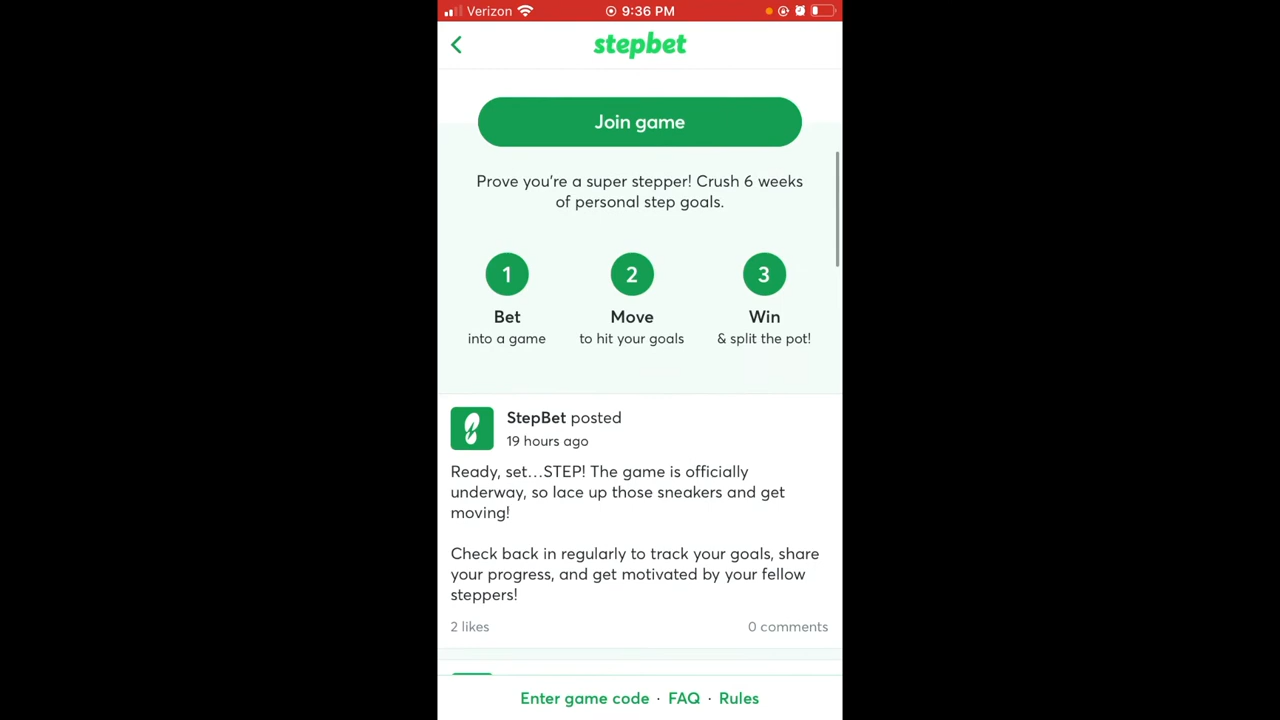 Verizon 9:36 PM
stepbet
Join game
Prove you're a super stepper! Crush 6 weeks
of personal step goals.
1 2 3
Bet Move Win
into a game to hit your goals & split the pot!
StepBet posted
19 hours ago
Ready, set...STEP! The game is officially
underway, so lace up those sneakers and get
moving!
Check back in regularly to track your goals, share
your progress, and get motivated by your fellow
steppers!
2 likes 0 comments
Enter game code · FAQ · Rules